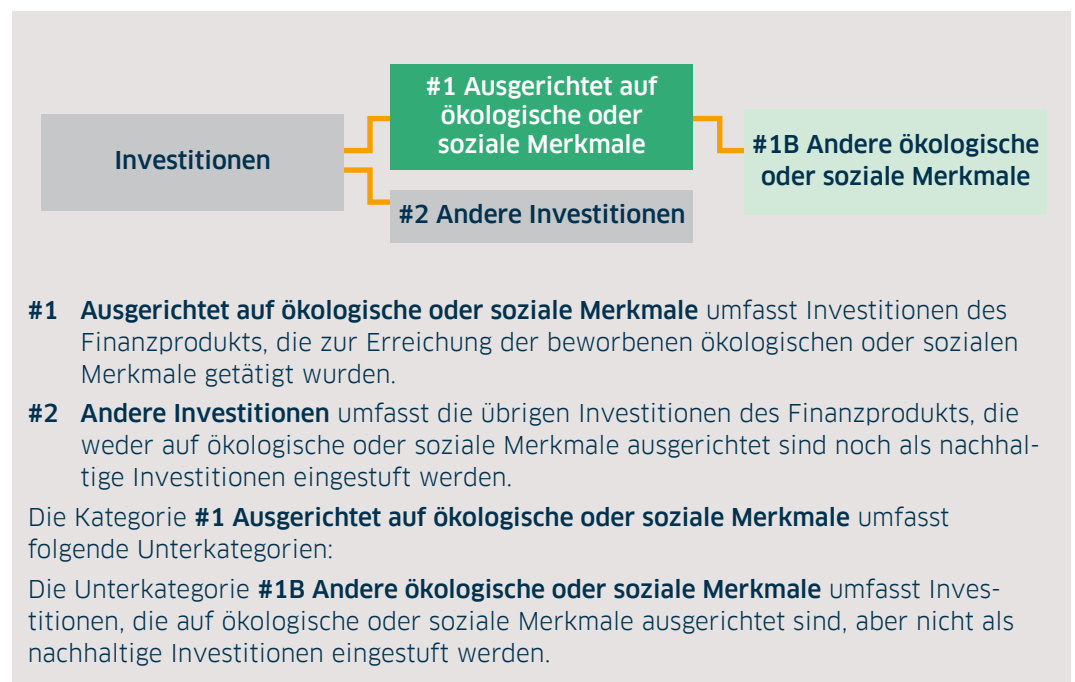 #1 Ausgerichtet auf
ökologische oder
soziale Merkmale
Investitionen
#1B Andere ökologische
oder soziale Merkmale
#2 Andere Investitionen
#1 Ausgerichtet auf ökologische oder soziale Merkmale umfasst Investitionen des
Finanzprodukts, die zur Erreichung der beworbenen ökologischen oder sozialen
Merkmale getätigt wurden.
#2 Andere Investitionen umfasst die übrigen Investitionen des Finanzprodukts, die
weder auf ökologische oder soziale Merkmale ausgerichtet sind noch als nachhal-
tige Investitionen eingestuft werden.
Die Kategorie #1 Ausgerichtet auf ökologische oder soziale Merkmale umfasst
folgende Unterkategorien:
Die Unterkategorie #1B Andere ökologische oder soziale Merkmale umfasst Inves-
titionen, die auf ökologische oder soziale Merkmale ausgerichtet sind, aber nicht als
nachhaltige Investitionen eingestuft werden.